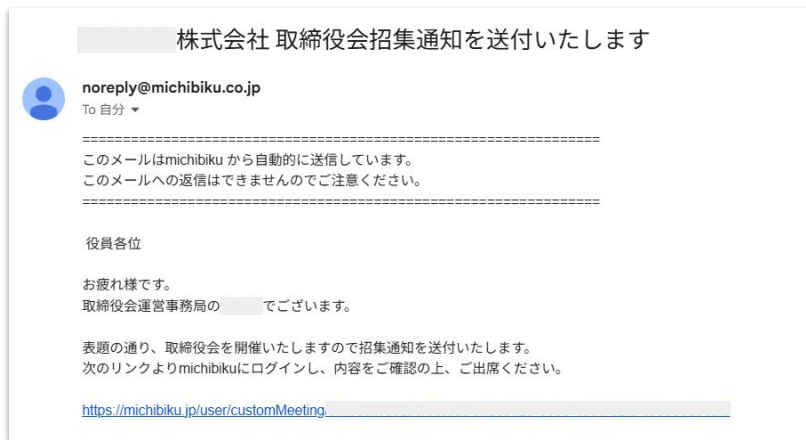 株式会社 取締役会招集通知を送付いたします
noreply@michibiku.co.jp
To 自分
================================================================
このメールはmichibiku から自動的に送信しています。
このメールへの返信はできませんのでご注意ください。
================================================================
役員各位
お疲れ様です。
取締役会運営事務局の でございます。
表題の通り、取締役会を開催いたしますので招集通知を送付いたします。
次のリンクよりmichibikuにログインし、内容をご確認の上、ご出席ください。
https://michibiku.jp/user/customMeeting/